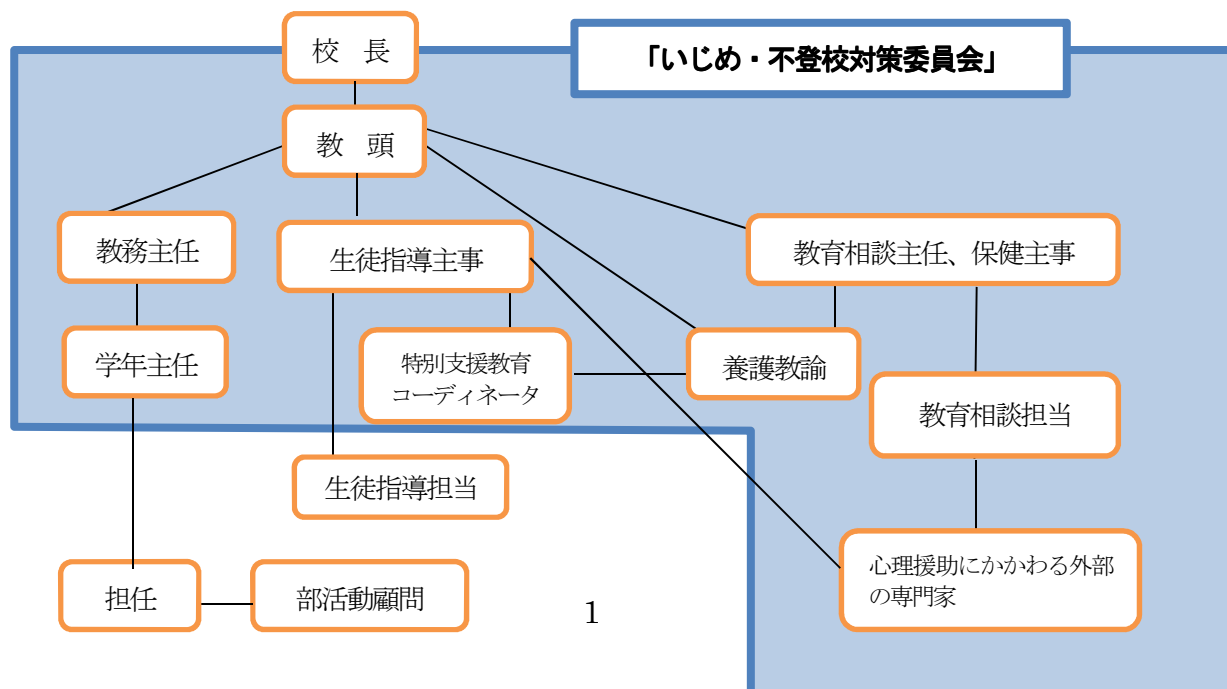 校　長
「いじめ・不登校対策委員会」
教　頭
教務主任
生徒指導主事
教育相談主任、保健主事
学年主任
特別支援教育
コーディネータ
養護教諭
教育相談担当
生徒指導担当
心理援助にかかわる外部
の専門家
担任
部活動顧問
1